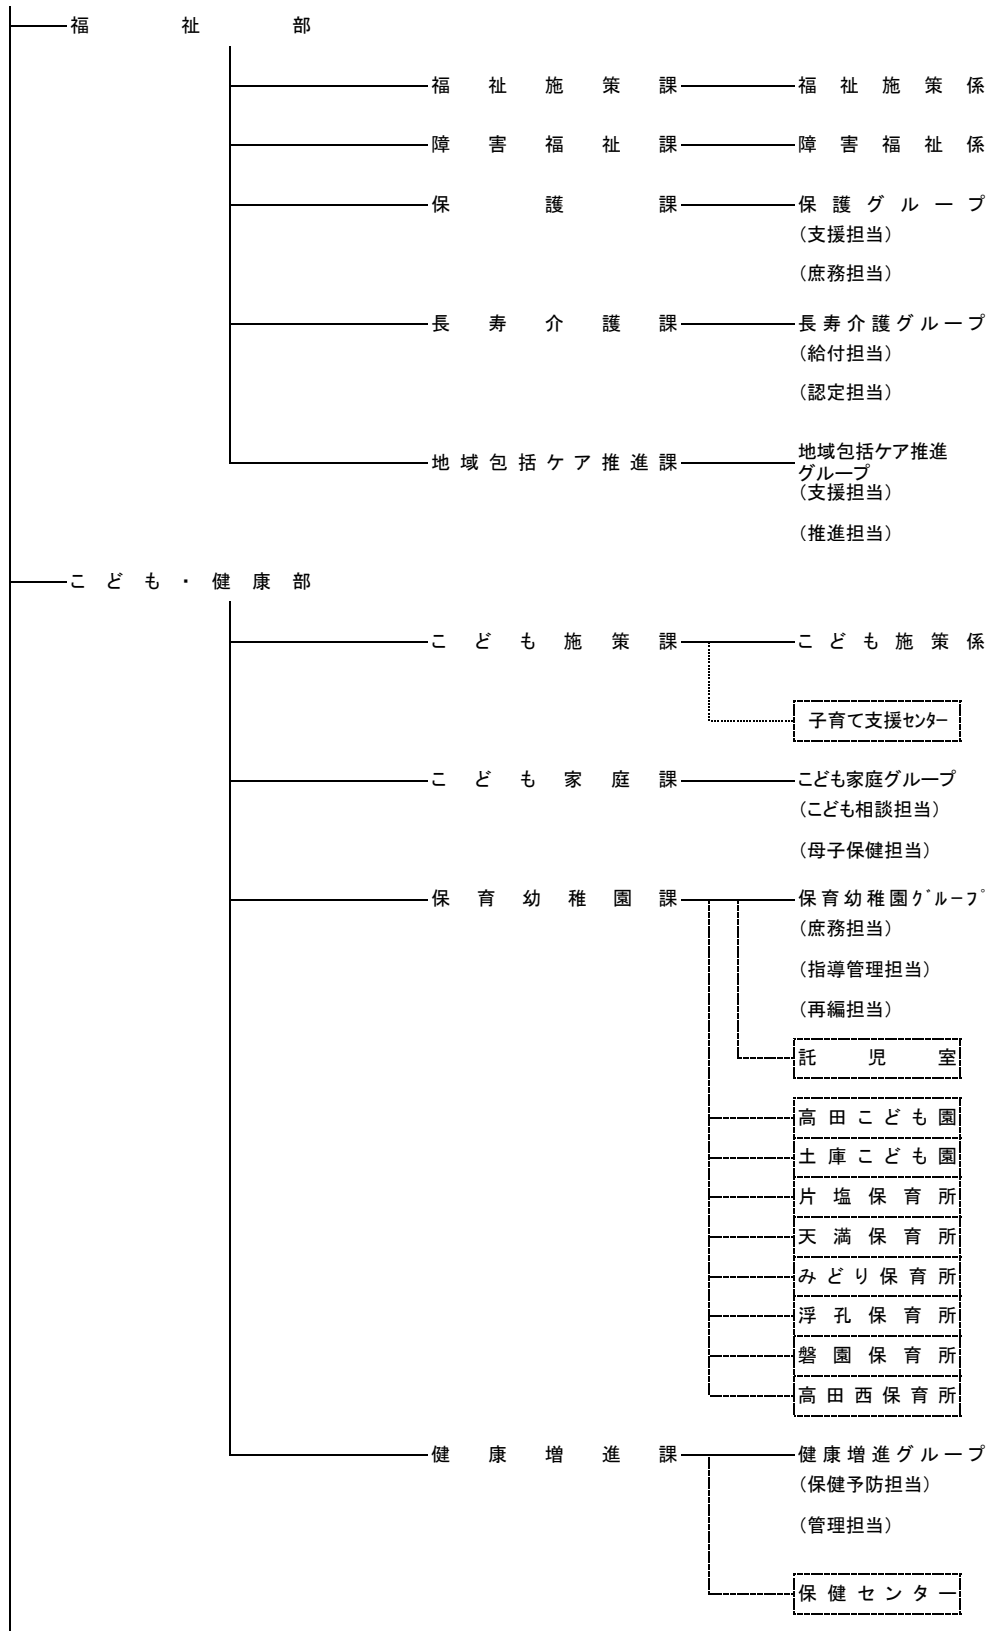 福祉部
福祉施策課 福祉施策係
障害福祉課 障害福祉係
保護課 保護グループ
（支援担当）
（庶務担当）
長寿介護課 長寿介護グループ
（給付担当）
（認定担当）
地域包括ケア推進課 地域包括ケア推進
グループ
（支援担当）
（推進担当）
こども・健康部
こども施策課 こども施策係
子育て支援ｾﾝﾀｰ
こども家庭課 こども家庭グループ
（こども相談担当）
（母子保健担当）
保育幼稚園課 保育幼稚園ｸﾞﾙｰﾌﾟ
（庶務担当）
（指導管理担当）
（再編担当）
託児室
高田こども園
土庫こども園
片塩保育所
天満保育所
みどり保育所
浮孔保育所
磐園保育所
高田西保育所
健康増進課 健康増進グループ
（保健予防担当）
（管理担当）
保健センター